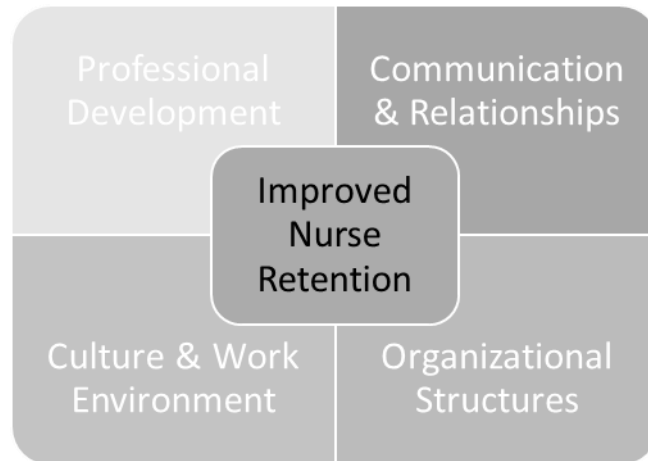 Professional
Development
Communication
& Relationships
Improved
Nurse
Retention
Culture & Work
Environment
Organizational
Structures